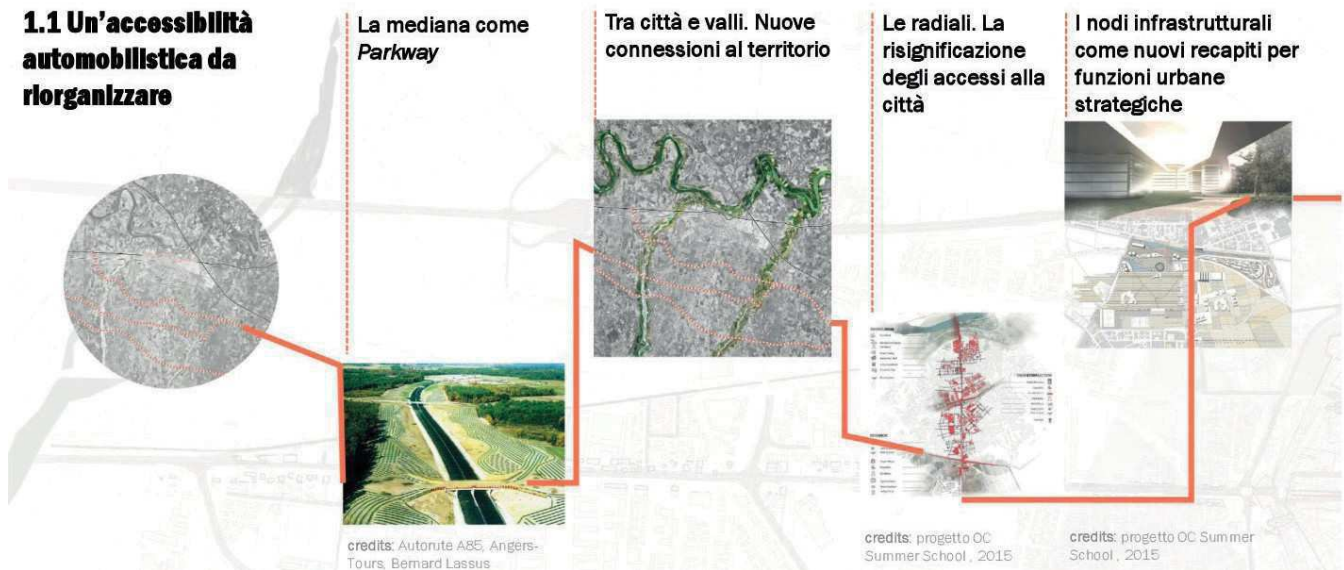 1.1 Un'accessibilità
automobilistica da
riorganizzare
La mediana come
Parkway
credits: Autorute A85, Angers-
Tours, Bernard Lassus
Tra città e valli. Nuove
connessioni al territorio
Le radiali. La
risignificazione
degli accessi alla
città
credits: progetto OC
Summer School , 2015
I nodi infrastrutturali
come nuovi recapiti per
funzioni urbane
strategiche
credits: progetto OC Summer
School , 2015